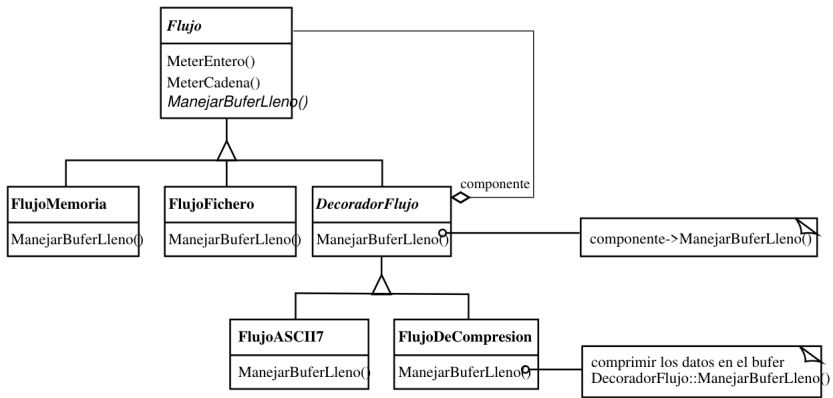 Flujo
MeterEntero()
MeterCadena()
ManejarBuferLleno()
componente
FlujoMemoria
ManejarBuferLleno()
FlujoFichero
ManejarBuferLleno()
DecoradorFlujo
ManejarBuferLleno()
componente->ManejarBuferLleno()
FlujoASCII7
ManejarBuferLleno()
FlujoDeCompresion
ManejarBuferLleno()
comprimir los datos en el bufer
DecoradorFlujo::ManejarBuferLleno()